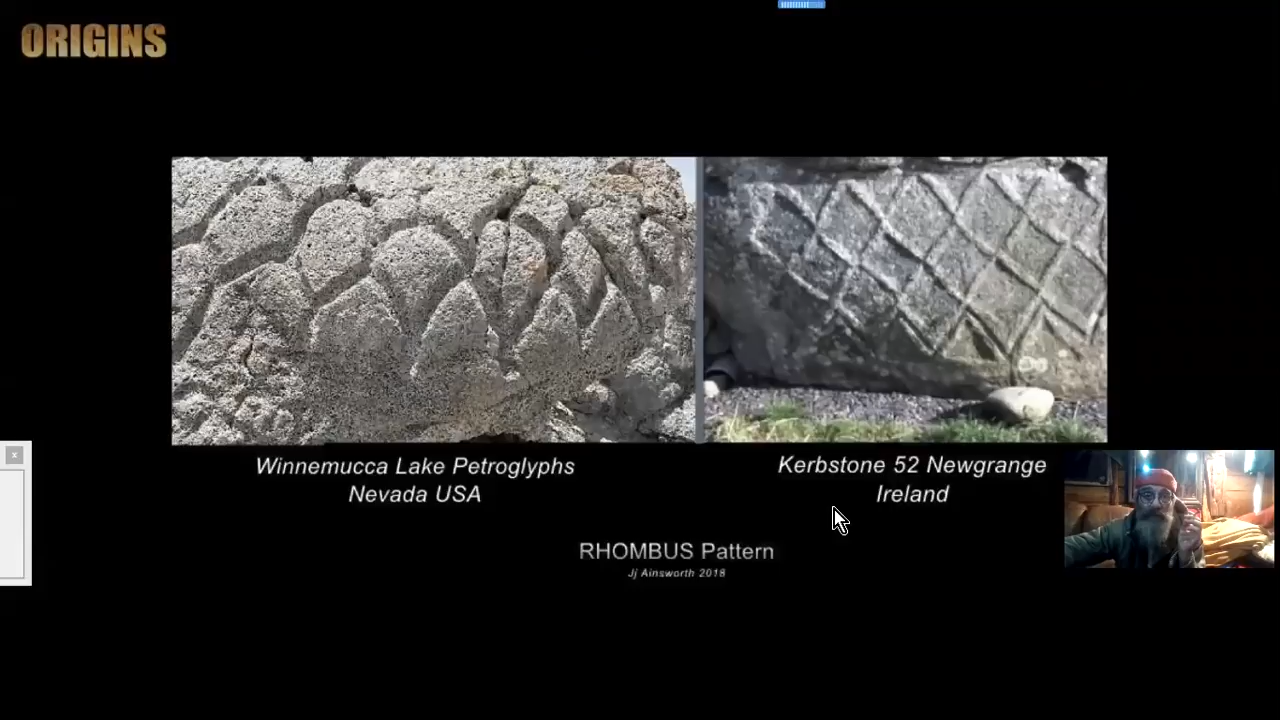 ORIGINS
x
Winnemucca Lake Petroglyphs
Nevada USA
Kerbstone 52 Newgrange
Ireland
RHOMBUS Pattern
Jj Ainsworth 2018